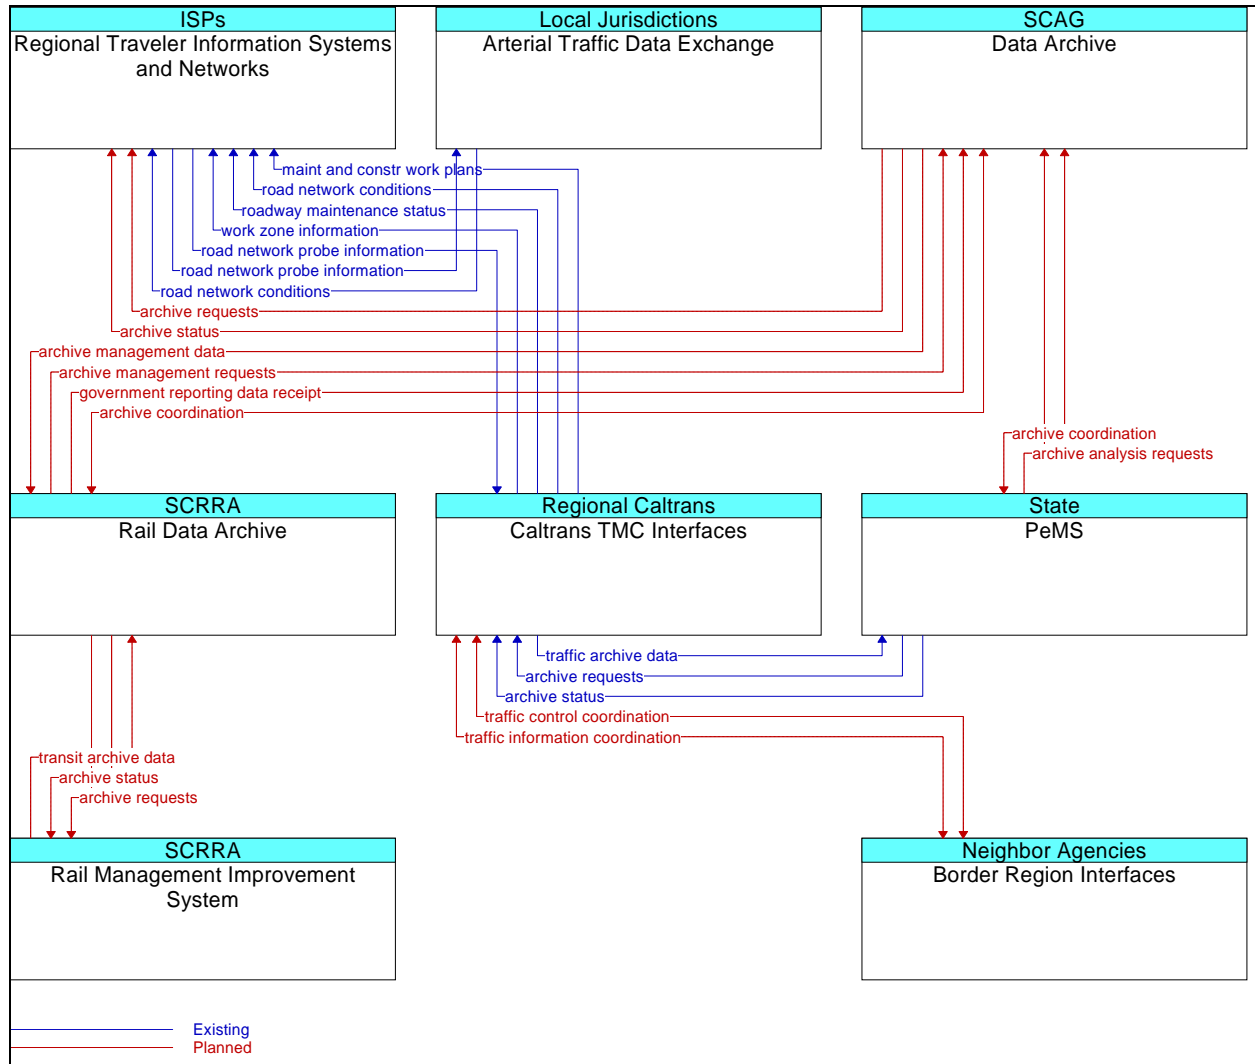 ISPs
Regional Traveler Information Systems
and Networks
Local Jurisdictions
Arterial Traffic Data Exchange
SCAG
Data Archive
maint and constr work plans
road network conditions
roadway maintenance status
work zone information
road network probe information
road network probe information
road network conditions
archive requests
archive status
archive management data
archive management requests
government reporting data receipt
archive coordination
archive coordination
archive analysis requests
SCRRA
Rail Data Archive
Regional Caltrans
Caltrans TMC Interfaces
State
PeMS
traffic archive data
archive requests
archive status
traffic control coordination
traffic information coordination
transit archive data
archive status
archive requests
SCRRA
Rail Management Improvement
System
Neighbor Agencies
Border Region Interfaces
Existing
Planned